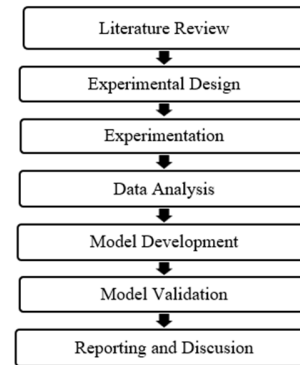 Literature Review
Experimental Design
Experimentation
Data Analysis
Model Development
Model Validation
Reporting and Discusion